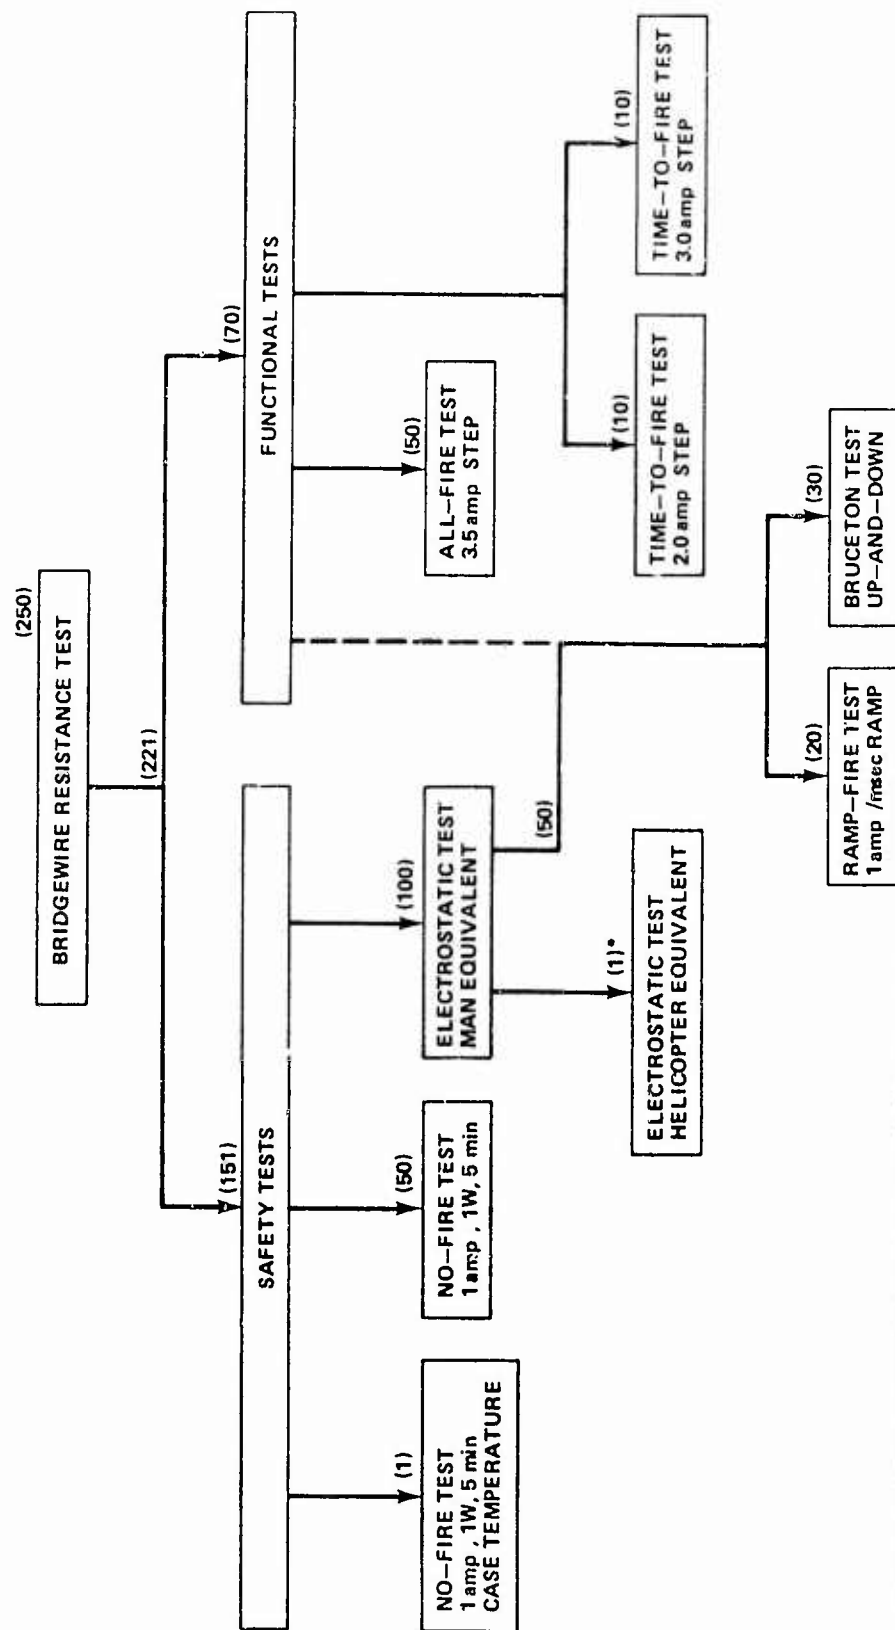 (250)
BRIDGEWIRE RESISTANCE TEST
(221)
(151)
(70)
SAFETY TESTS
FUNCTIONAL TESTS
(1)
(50)
(100)
(50)
NO–FIRE TEST
1 amp , 1W, 5 min
CASE TEMPERATURE
NO–FIRE TEST
1 amp , 1W, 5 min
ELECTROSTATIC TEST
MAN EQUIVALENT
ALL–FIRE TEST
3.5 amp STEP
(50)
(1)*
(10)
(10)
ELECTROSTATIC TEST
HELICOPTER EQUIVALENT
TIME–TO–FIRE TEST
2.0 amp STEP
TIME–TO–FIRE TEST
3.0 amp STEP
(20)
(30)
RAMP–FIRE TEST
1 amp /msec RAMP
BRUCETON TEST
UP–AND–DOWN